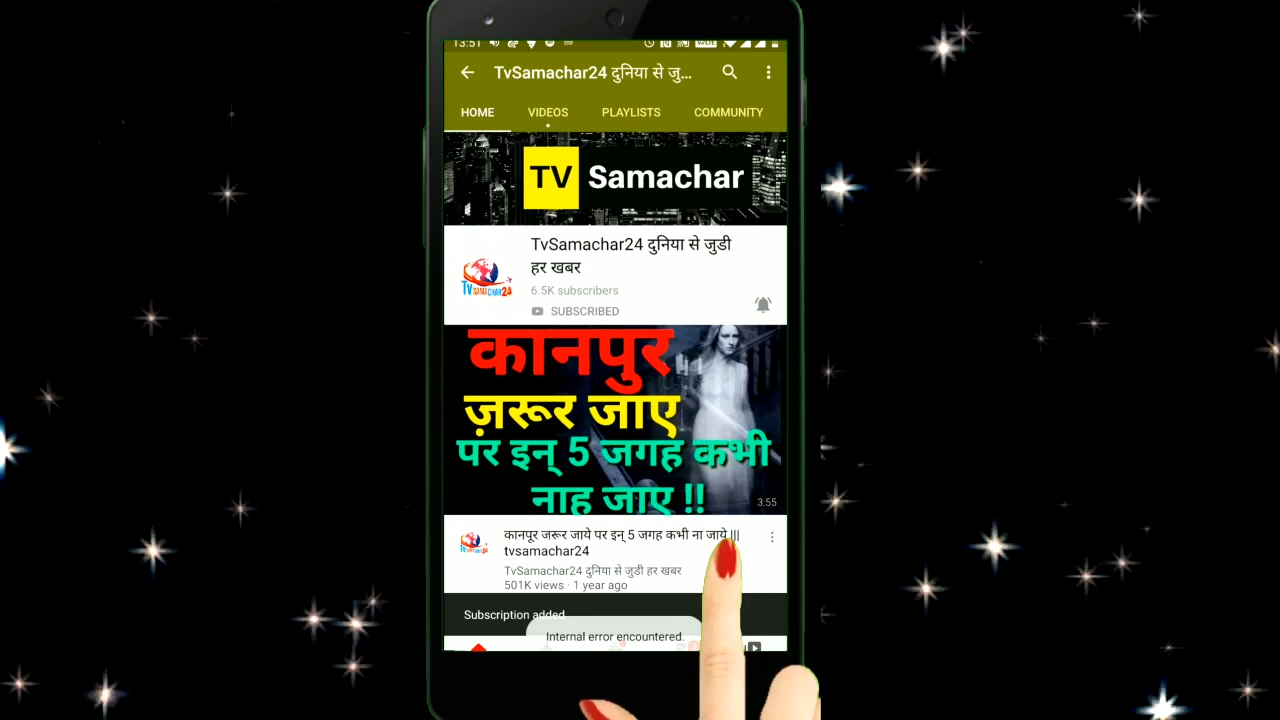 13:51
TvSamachar24 दुनिया से जु...
HOME VIDEOS PLAYLISTS COMMUNITY
TV Samachar
TvSamachar24 दुनिया से जुडी
हर खबर
6.5K subscribers
SUBSCRIBED
TV SAMACHAR24
कानपुर
ज़रूर जाए
पर इन् 5 जगह कभी
नाह जाए !!
3:55
कानपूर जरूर जाये पर इन् 5 जगह कभी ना जाये |||
tvsamachar24
TvSamachar24 दुनिया से जुडी हर खबर
501K views · 1 year ago
Subscription added
Internal error encountered.